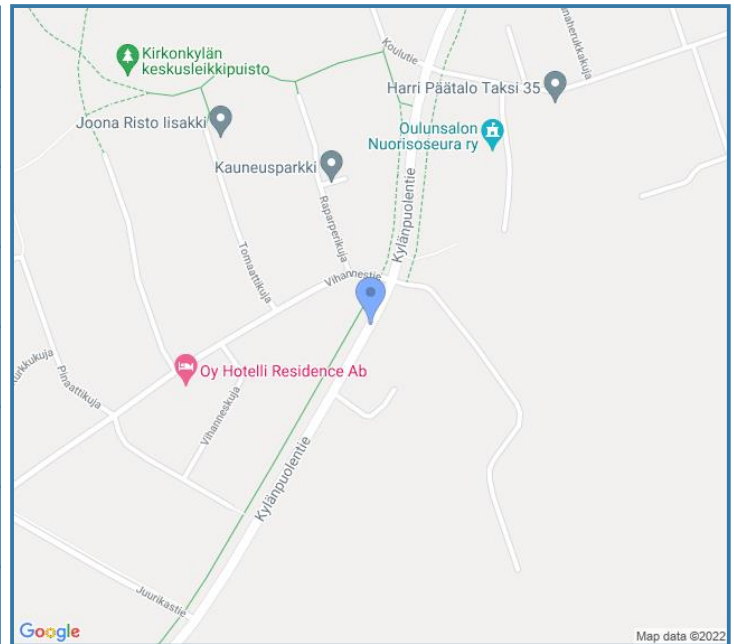 Kirkonkylän
keskusleikkipuisto
Koulutie
Harri Päätalo Taksi 35
Joona Risto Iisakki
Oulunsalon
Nuorisoseura ry
Kauneusparkki
Raparperikuja
Kylänpuolentie
Tomaattikuja
Vihannestie
Oy Hotelli Residence Ab
Pinaattikuja
Vihanneskuja
Kylänpuolentie
Juurikastie
Google
Map data ©2022